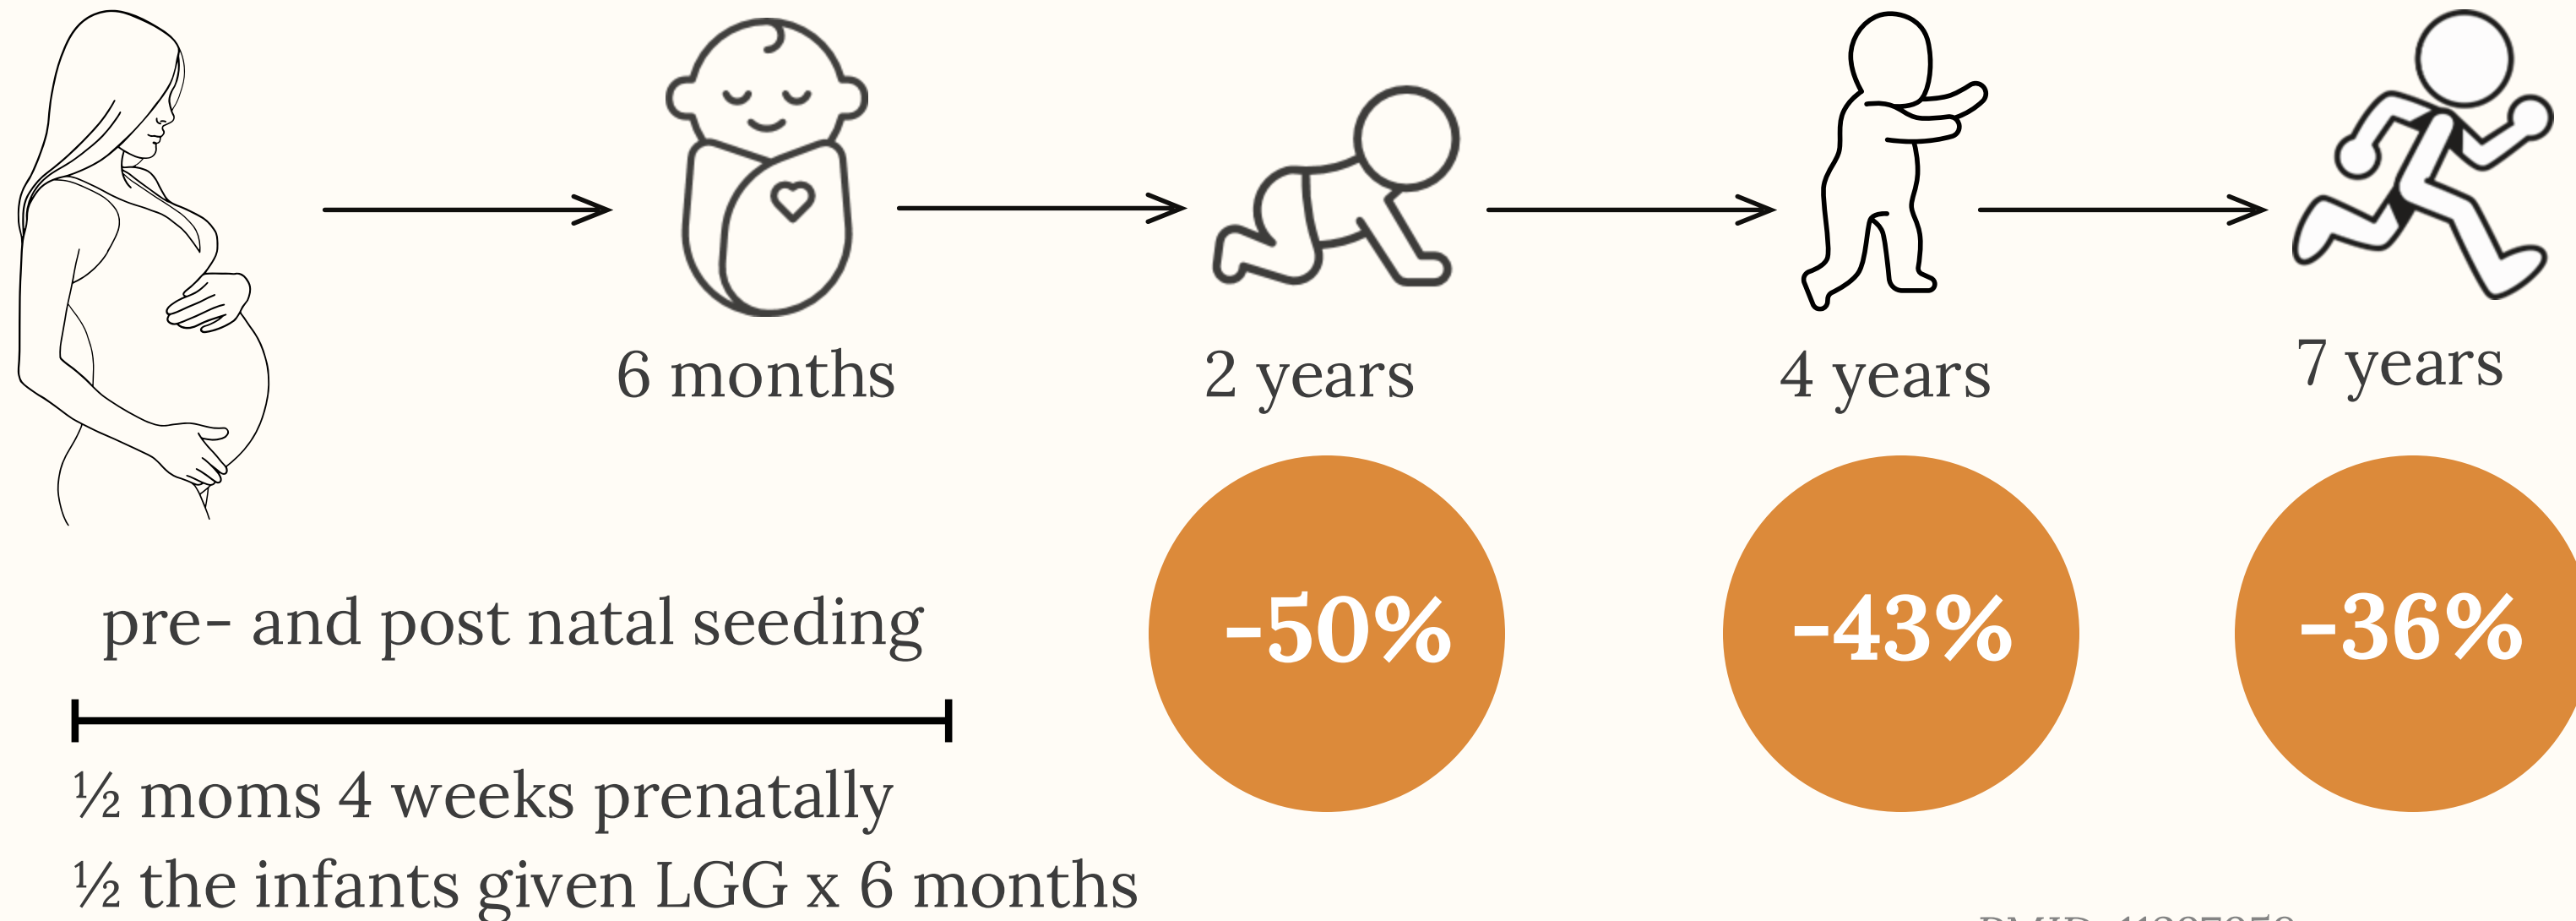 6 months
2 years
4 years
7 years
-50%
-43%
-36%
pre- and post natal seeding
½ moms 4 weeks prenatally
½ the infants given LGG x 6 months